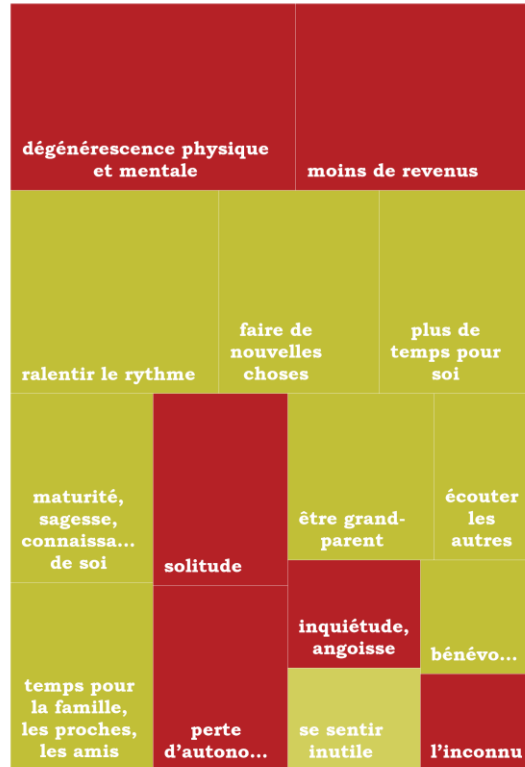 dégénérescence physique
et mentale
moins de revenus
ralentir le rythme
faire de
nouvelles
choses
plus de
temps pour
soi
maturité,
sagesse,
connaissa...
de soi
solitude
être grand-
parent
écouter
les
autres
inquiétude,
angoisse
bénévo...
temps pour
la famille,
les proches,
les amis
perte
d'autono...
se sentir
inutile
l'inconnu